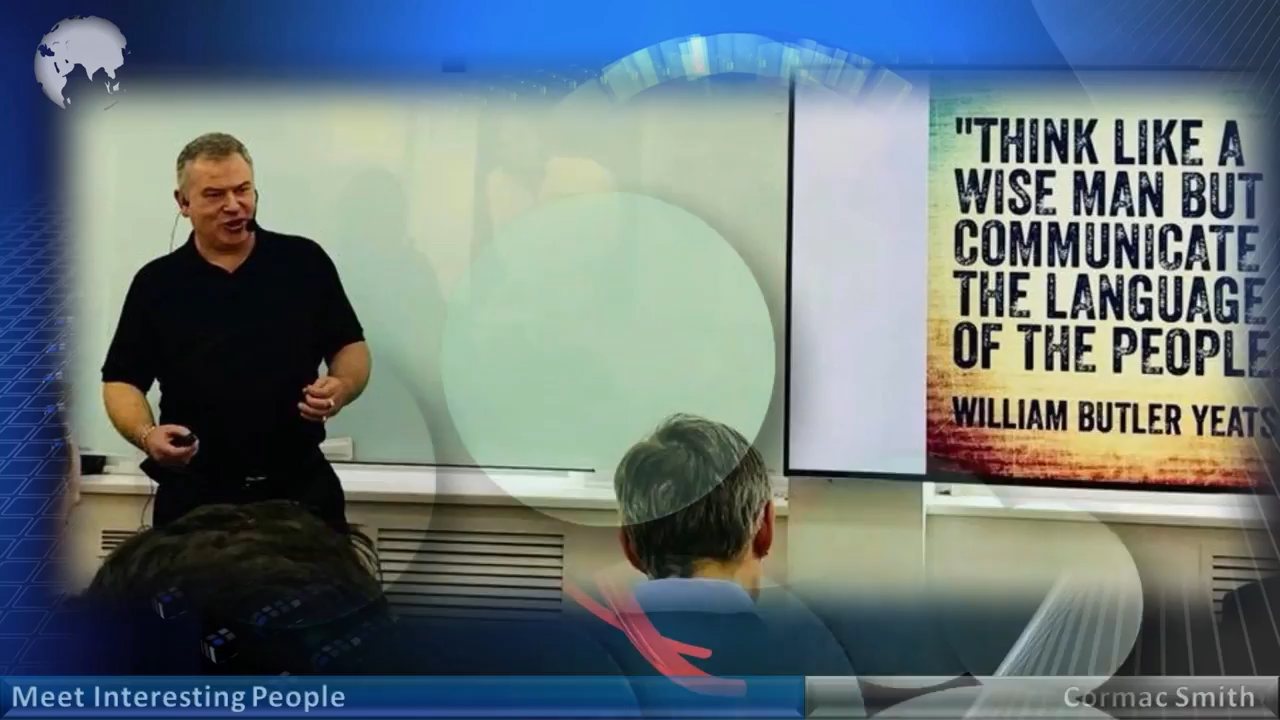 "THINK LIKE A
WISE MAN BUT
COMMUNICATE
THE LANGUAGE
OF THE PEOPLE
WILLIAM BUTLER YEATS
Meet Interesting People
Cormac Smith